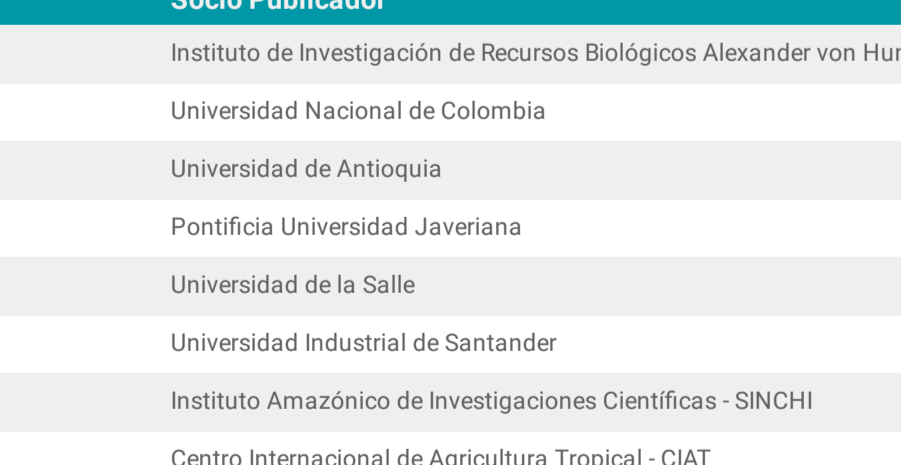 Socio Publicador
Instituto de Investigación de Recursos Biológicos Alexander von
Universidad Nacional de Colombia
Universidad de Antioquia
Pontificia Universidad Javeriana
Universidad de la Salle
Universidad Industrial de Santander
Instituto Amazónico de Investigaciones Científicas - SINCHI
Centro Internacional de Agricultura Tropical - CIAT